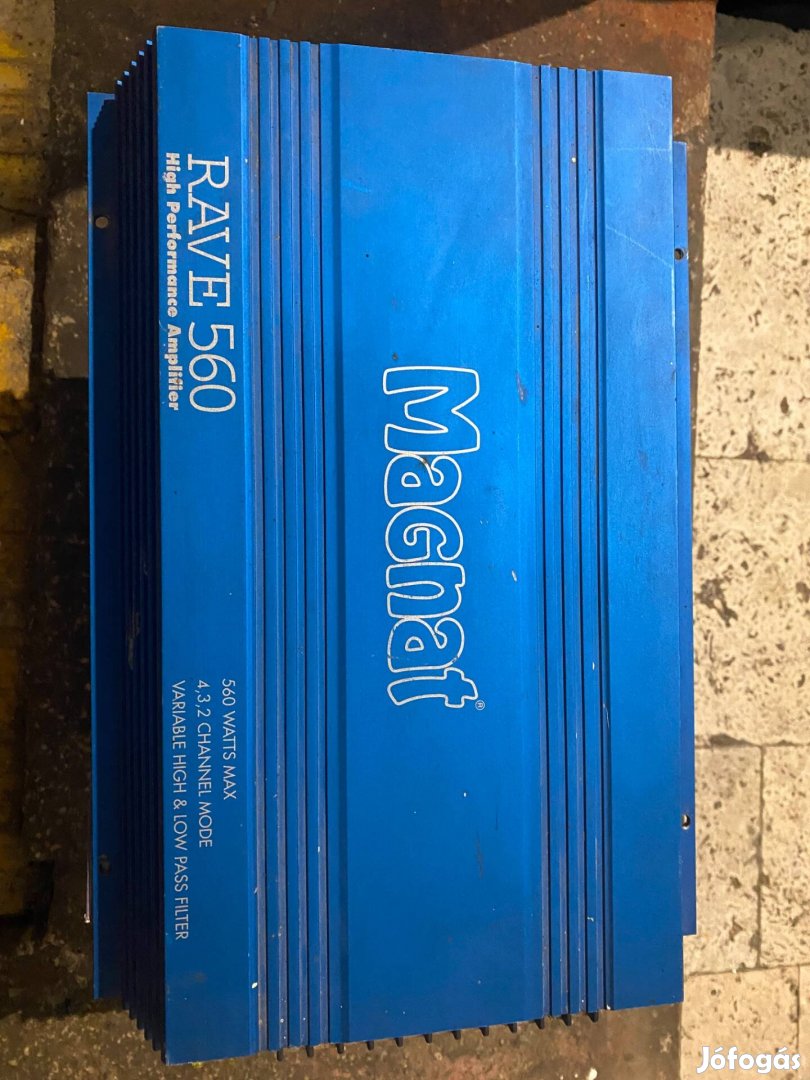 Magnat®
RAVE 560
High Performance Amplifier
560 WATTS MAX
4,3,2 CHANNEL MODE
VARIABLE HIGH & LOW PASS FILTER
Jófogás